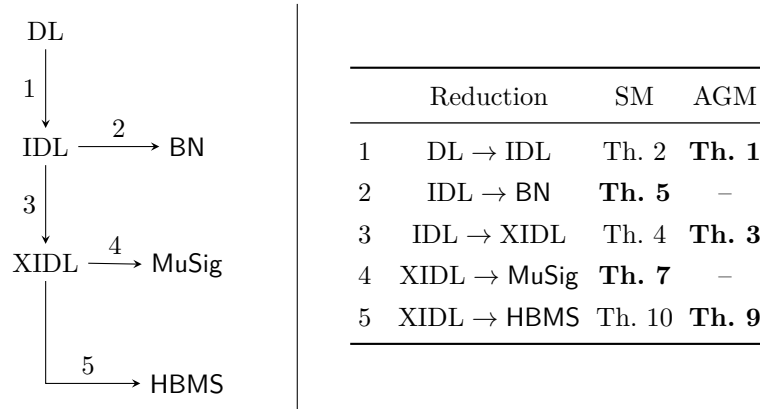 DL
1
IDL
2
BN
3
XIDL
4
MuSig
5
HBMS
Reduction SM AGM
1 DL → IDL Th. 2 Th. 1
2 IDL → BN Th. 5 –
3 IDL → XIDL Th. 4 Th. 3
4 XIDL → MuSig Th. 7 –
5 XIDL → HBMS Th. 10 Th. 9